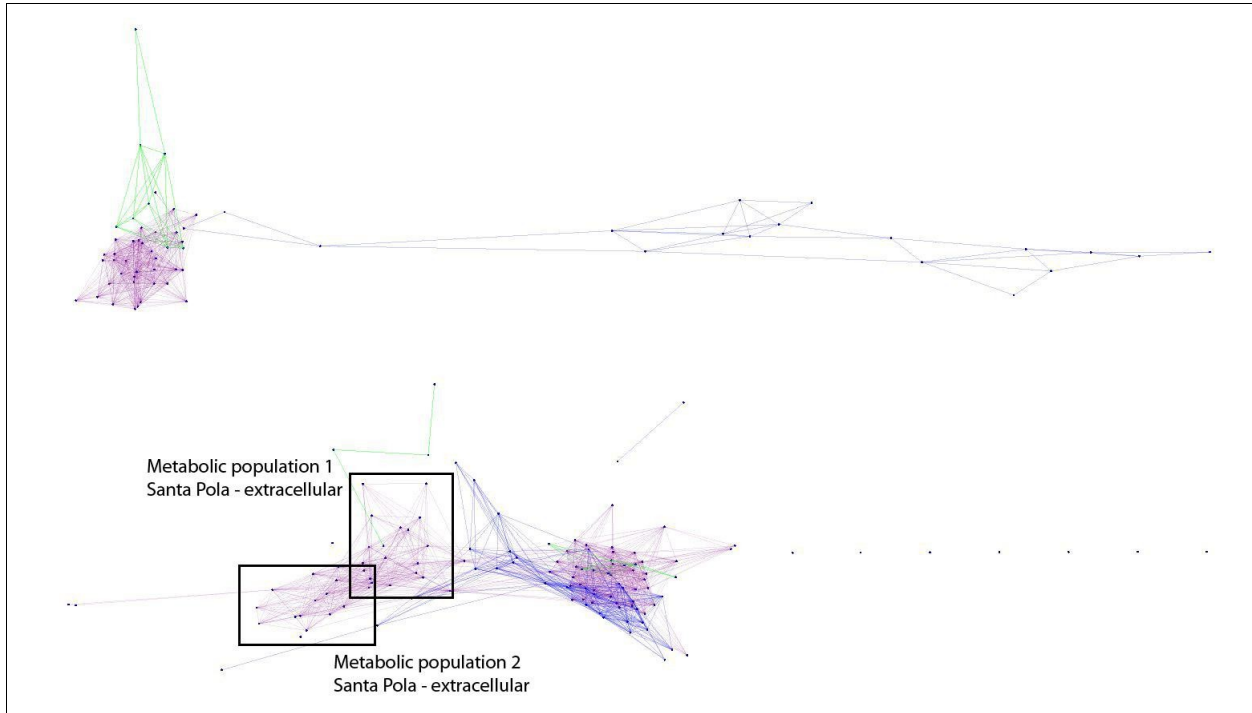 Metabolic population 1
Santa Pola - extracellular
Metabolic population 2
Santa Pola - extracellular